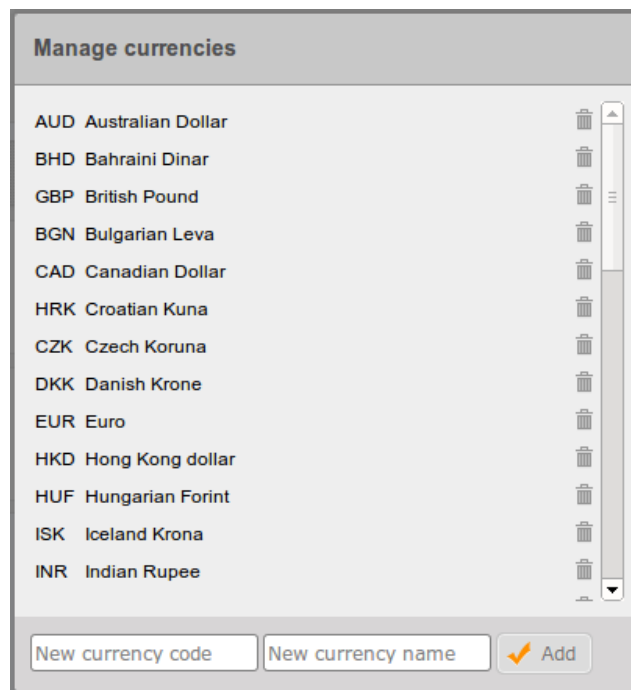 Manage currencies
AUD Australian Dollar
BHD Bahraini Dinar
GBP British Pound
BGN Bulgarian Leva
CAD Canadian Dollar
HRK Croatian Kuna
CZK Czech Koruna
DKK Danish Krone
EUR Euro
HKD Hong Kong dollar
HUF Hungarian Forint
ISK Iceland Krona
INR Indian Rupee
New currency code New currency name Add